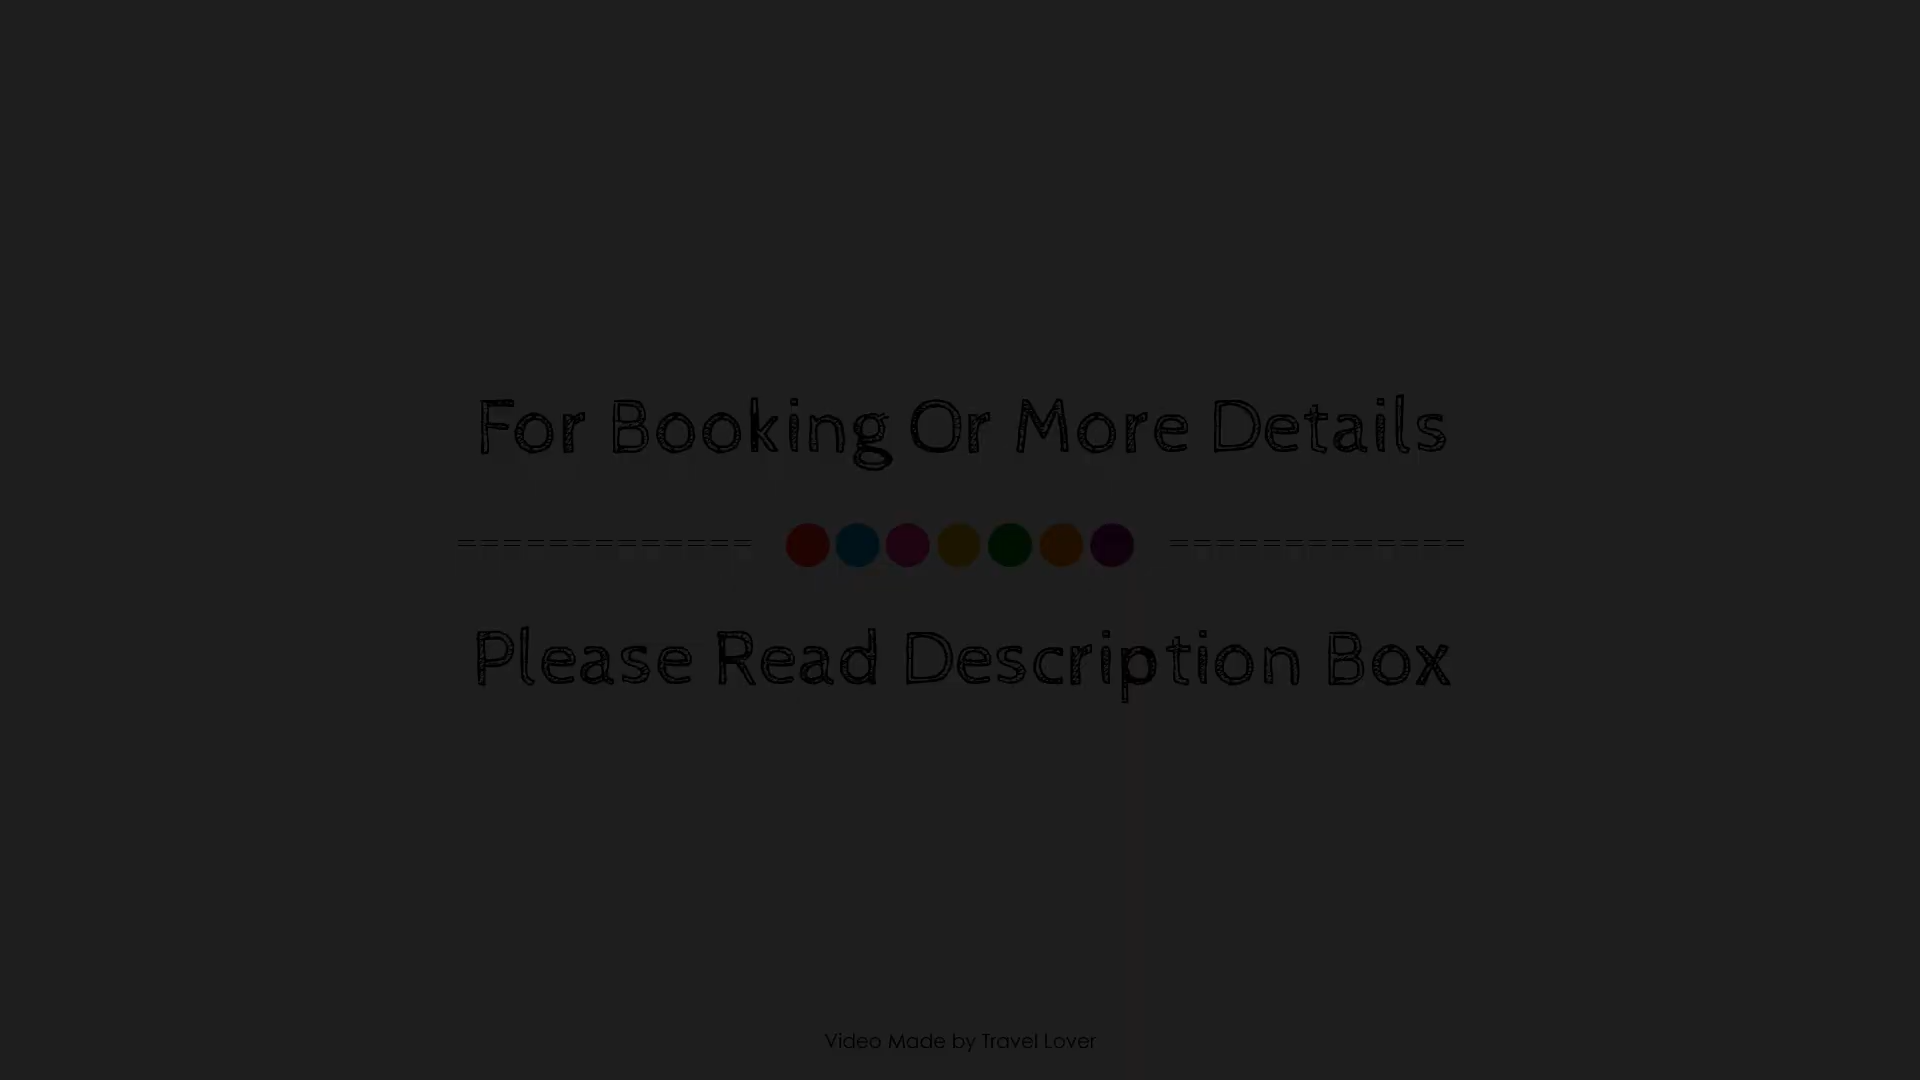 For Booking Or More Details
============= =============
Please Read Description Box
Video Made by Travel Lover